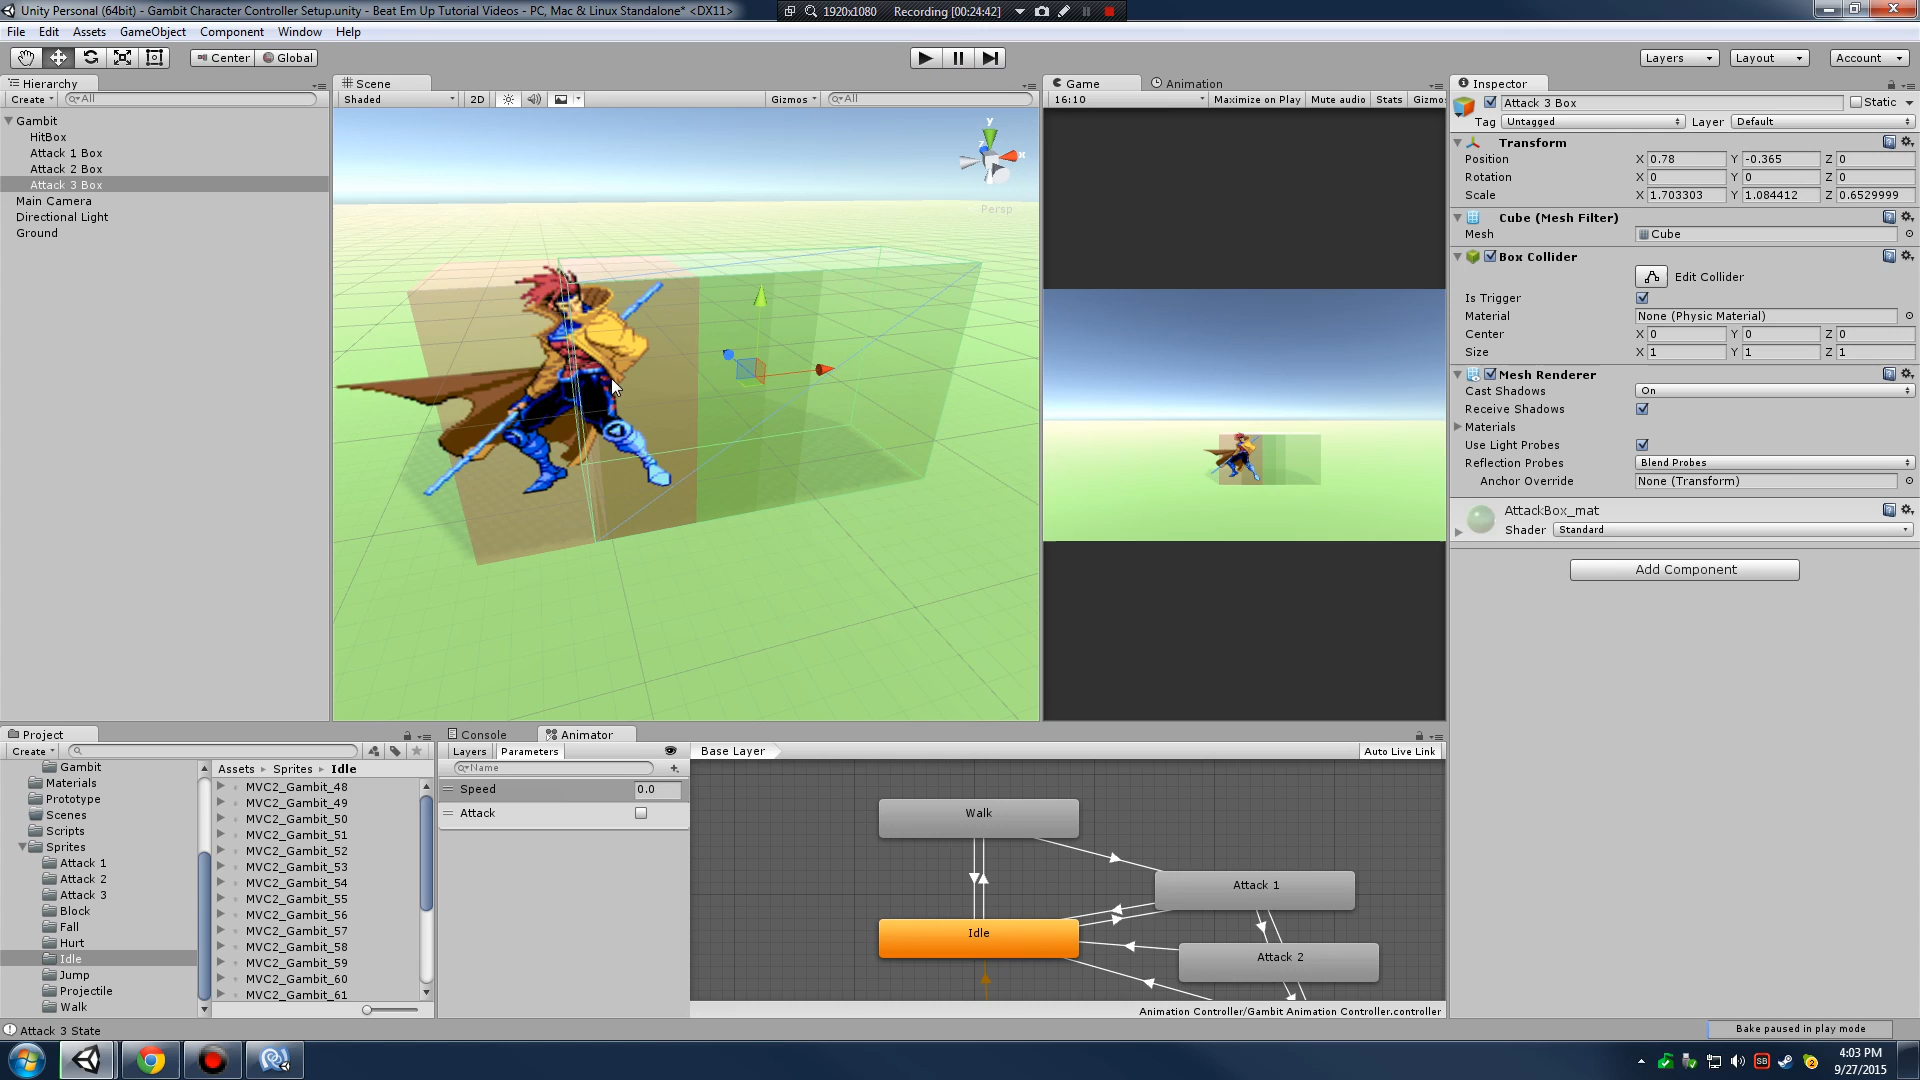 Unity Personal (64bit) - Gambit Character Controller Setup.unity - Beat Em Up Tutorial Videos - PC, Mac & Linux Standalone* <DX11>
1920x1080 Recording [00:24:42]
File Edit Assets GameObject Component Window Help
Center Global Layers Layout Account
Hierarchy
Create All
Gambit
HitBox
Attack 1 Box
Attack 2 Box
Attack 3 Box
Main Camera
Directional Light
Ground
Scene
Shaded 2D Gizmos All
y
x
Persp
Game Animation
16:10 Maximize on Play Mute audio Stats Gizmos
Inspector
Attack 3 Box Static
Tag Untagged Layer Default
Transform
Position X 0.78 Y -0.365 Z 0
Rotation X 0 Y 0 Z 0
Scale X 1.703303 Y 1.084412 Z 0.6529999
Cube (Mesh Filter)
Mesh Cube
Box Collider
Edit Collider
Is Trigger
Material None (Physic Material)
Center X 0 Y 0 Z 0
Size X 1 Y 1 Z 1
Mesh Renderer
Cast Shadows On
Receive Shadows
Materials
Use Light Probes
Reflection Probes Blend Probes
Anchor Override None (Transform)
AttackBox_mat
Shader Standard
Add Component
Project
Create
Gambit
Materials
Prototype
Scenes
Scripts
Sprites
Attack 1
Attack 2
Attack 3
Block
Fall
Hurt
Idle
Jump
Projectile
Walk
Assets Sprites Idle
MVC2_Gambit_48
MVC2_Gambit_49
MVC2_Gambit_50
MVC2_Gambit_51
MVC2_Gambit_52
MVC2_Gambit_53
MVC2_Gambit_54
MVC2_Gambit_55
MVC2_Gambit_56
MVC2_Gambit_57
MVC2_Gambit_58
MVC2_Gambit_59
MVC2_Gambit_60
MVC2_Gambit_61
Console Animator
Layers Parameters Base Layer Auto Live Link
Name
Speed 0.0
Attack
Walk
Attack 1
Idle
Attack 2
Animation Controller/Gambit Animation Controller.controller
Attack 3 State
Bake paused in play mode
4:03 PM
9/27/2015